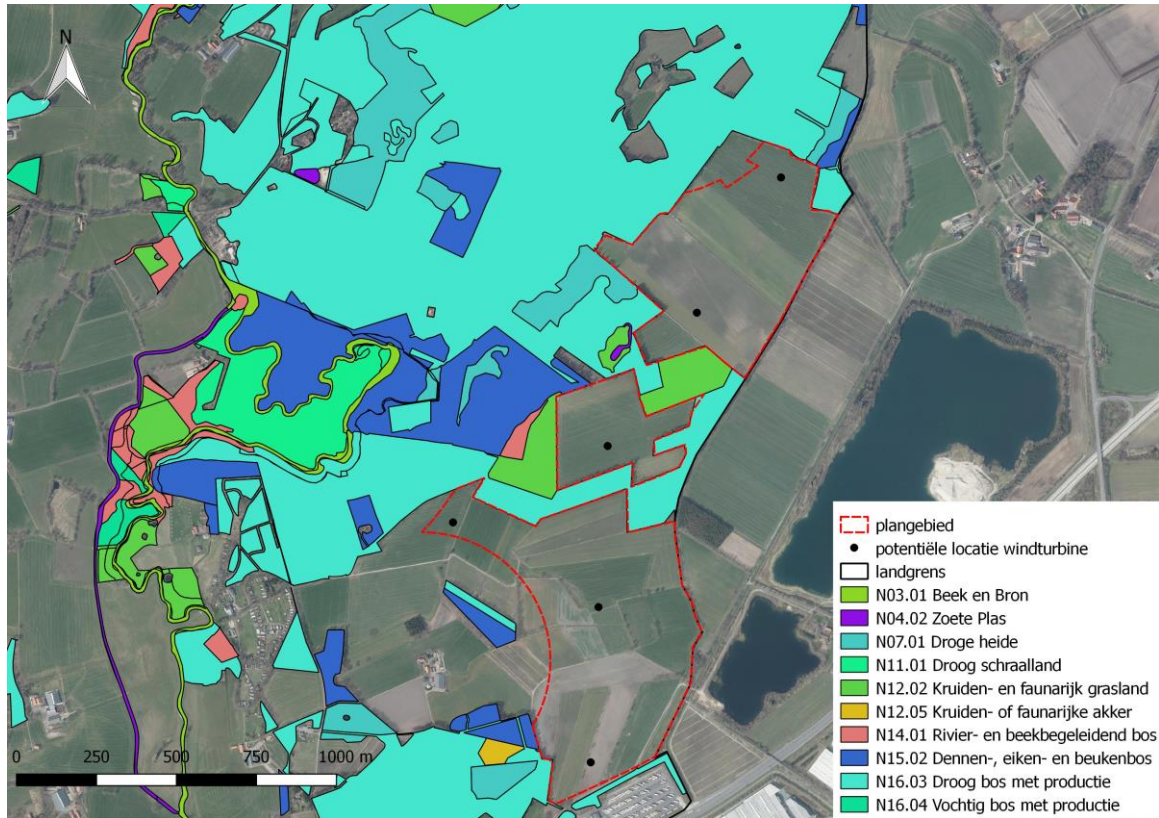 N
plangebied
potentiële locatie windturbine
landgrens
N03.01 Beek en Bron
N04.02 Zoete Plas
N07.01 Droge heide
N11.01 Droog schraalland
N12.02 Kruiden- en faunarijk grasland
N12.05 Kruiden- of faunarijke akker
N14.01 Rivier- en beekbegeleidend bos
N15.02 Dennen-, eiken- en beukenbos
N16.03 Droog bos met productie
N16.04 Vochtig bos met productie
0 250 500 750 1000 m